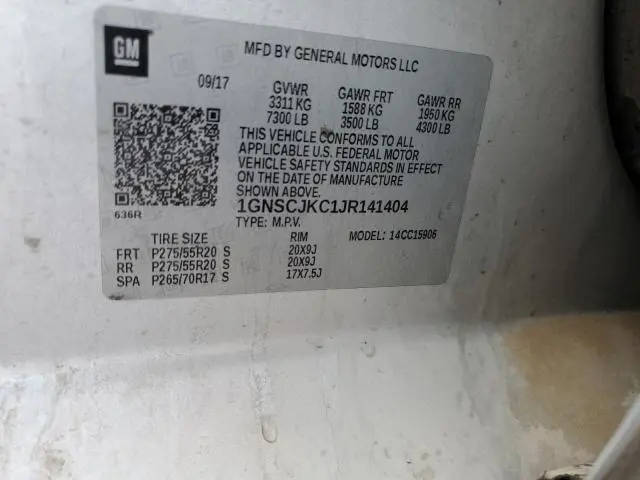 GM
MFD BY GENERAL MOTORS LLC
09/17 GVWR GAWR FRT GAWR RR
3311 KG 1588 KG 1950 KG
7300 LB 3500 LB 4300 LB
THIS VEHICLE CONFORMS TO ALL
APPLICABLE U.S. FEDERAL MOTOR
VEHICLE SAFETY STANDARDS IN EFFECT
ON THE DATE OF MANUFACTURE
SHOWN ABOVE.
636R 1GNSCJKC1JR141404
TYPE: M.P.V. MODEL: 14CC15906
TIRE SIZE RIM
FRT P275/55R20 S 20X9J
RR P275/55R20 S 20X9J
SPA P265/70R17 S 17X7.5J